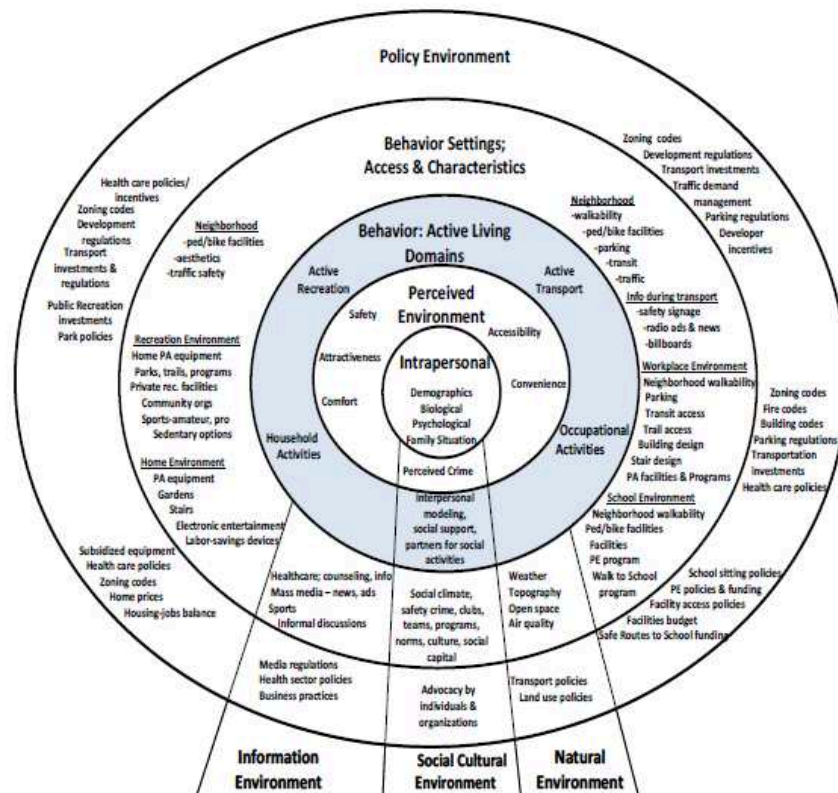 Policy Environment
Behavior Settings;
Access & Characteristics
Zoning codes
Development regulations
Transport investments
Traffic demand
management
Parking regulations
Developer
incentives
Health care policies/
incentives
Zoning codes
Development
regulations
Transport
investments &
regulations
Public Recreation
investments
Park policies
Neighborhood
-ped/bike facilities
-aesthetics
-traffic safety
Neighborhood
-walkability
-ped/bike facilities
-parking
-transit
-traffic
Behavior: Active Living
Domains
Active
Recreation
Active
Transport
Perceived
Environment
Safety
Accessibility
Attractiveness
Convenience
Comfort
Intrapersonal
Demographics
Biological
Psychological
Family Situation
Info during transport
-safety signage
-radio ads & news
-billboards
Recreation Environment
Home PA equipment
Parks, trails, programs
Private rec. facilities
Community orgs
Sports-amateur, pro
Sedentary options
Workplace Environment
Neighborhood walkability
Parking
Transit access
Trail access
Building design
Stair design
PA facilities & Programs
Zoning codes
Fire codes
Building codes
Parking regulations
Transportation
investments
Health care policies
Household
Activities
Occupational
Activities
Perceived Crime
Home Environment
PA equipment
Gardens
Stairs
Electronic entertainment
Labor-savings devices
Interpersonal
modeling,
social support,
partners for social
activities
School Environment
Neighborhood walkability
Ped/bike facilities
Facilities
PE program
Walk to School
program
Subsidized equipment
Health care policies
Zoning codes
Home prices
Housing-jobs balance
Healthcare; counseling, info
Mass media – news, ads
Sports
Informal discussions
Social climate,
safety crime, clubs,
teams, programs,
norms, culture, social
capital
Weather
Topography
Open space
Air quality
School sitting policies
PE policies & funding
Facility access policies
Facilities budget
Safe Routes to School funding
Media regulations
Health sector policies
Business practices
Advocacy by
individuals &
organizations
Transport policies
Land use policies
Information
Environment
Social Cultural
Environment
Natural
Environment